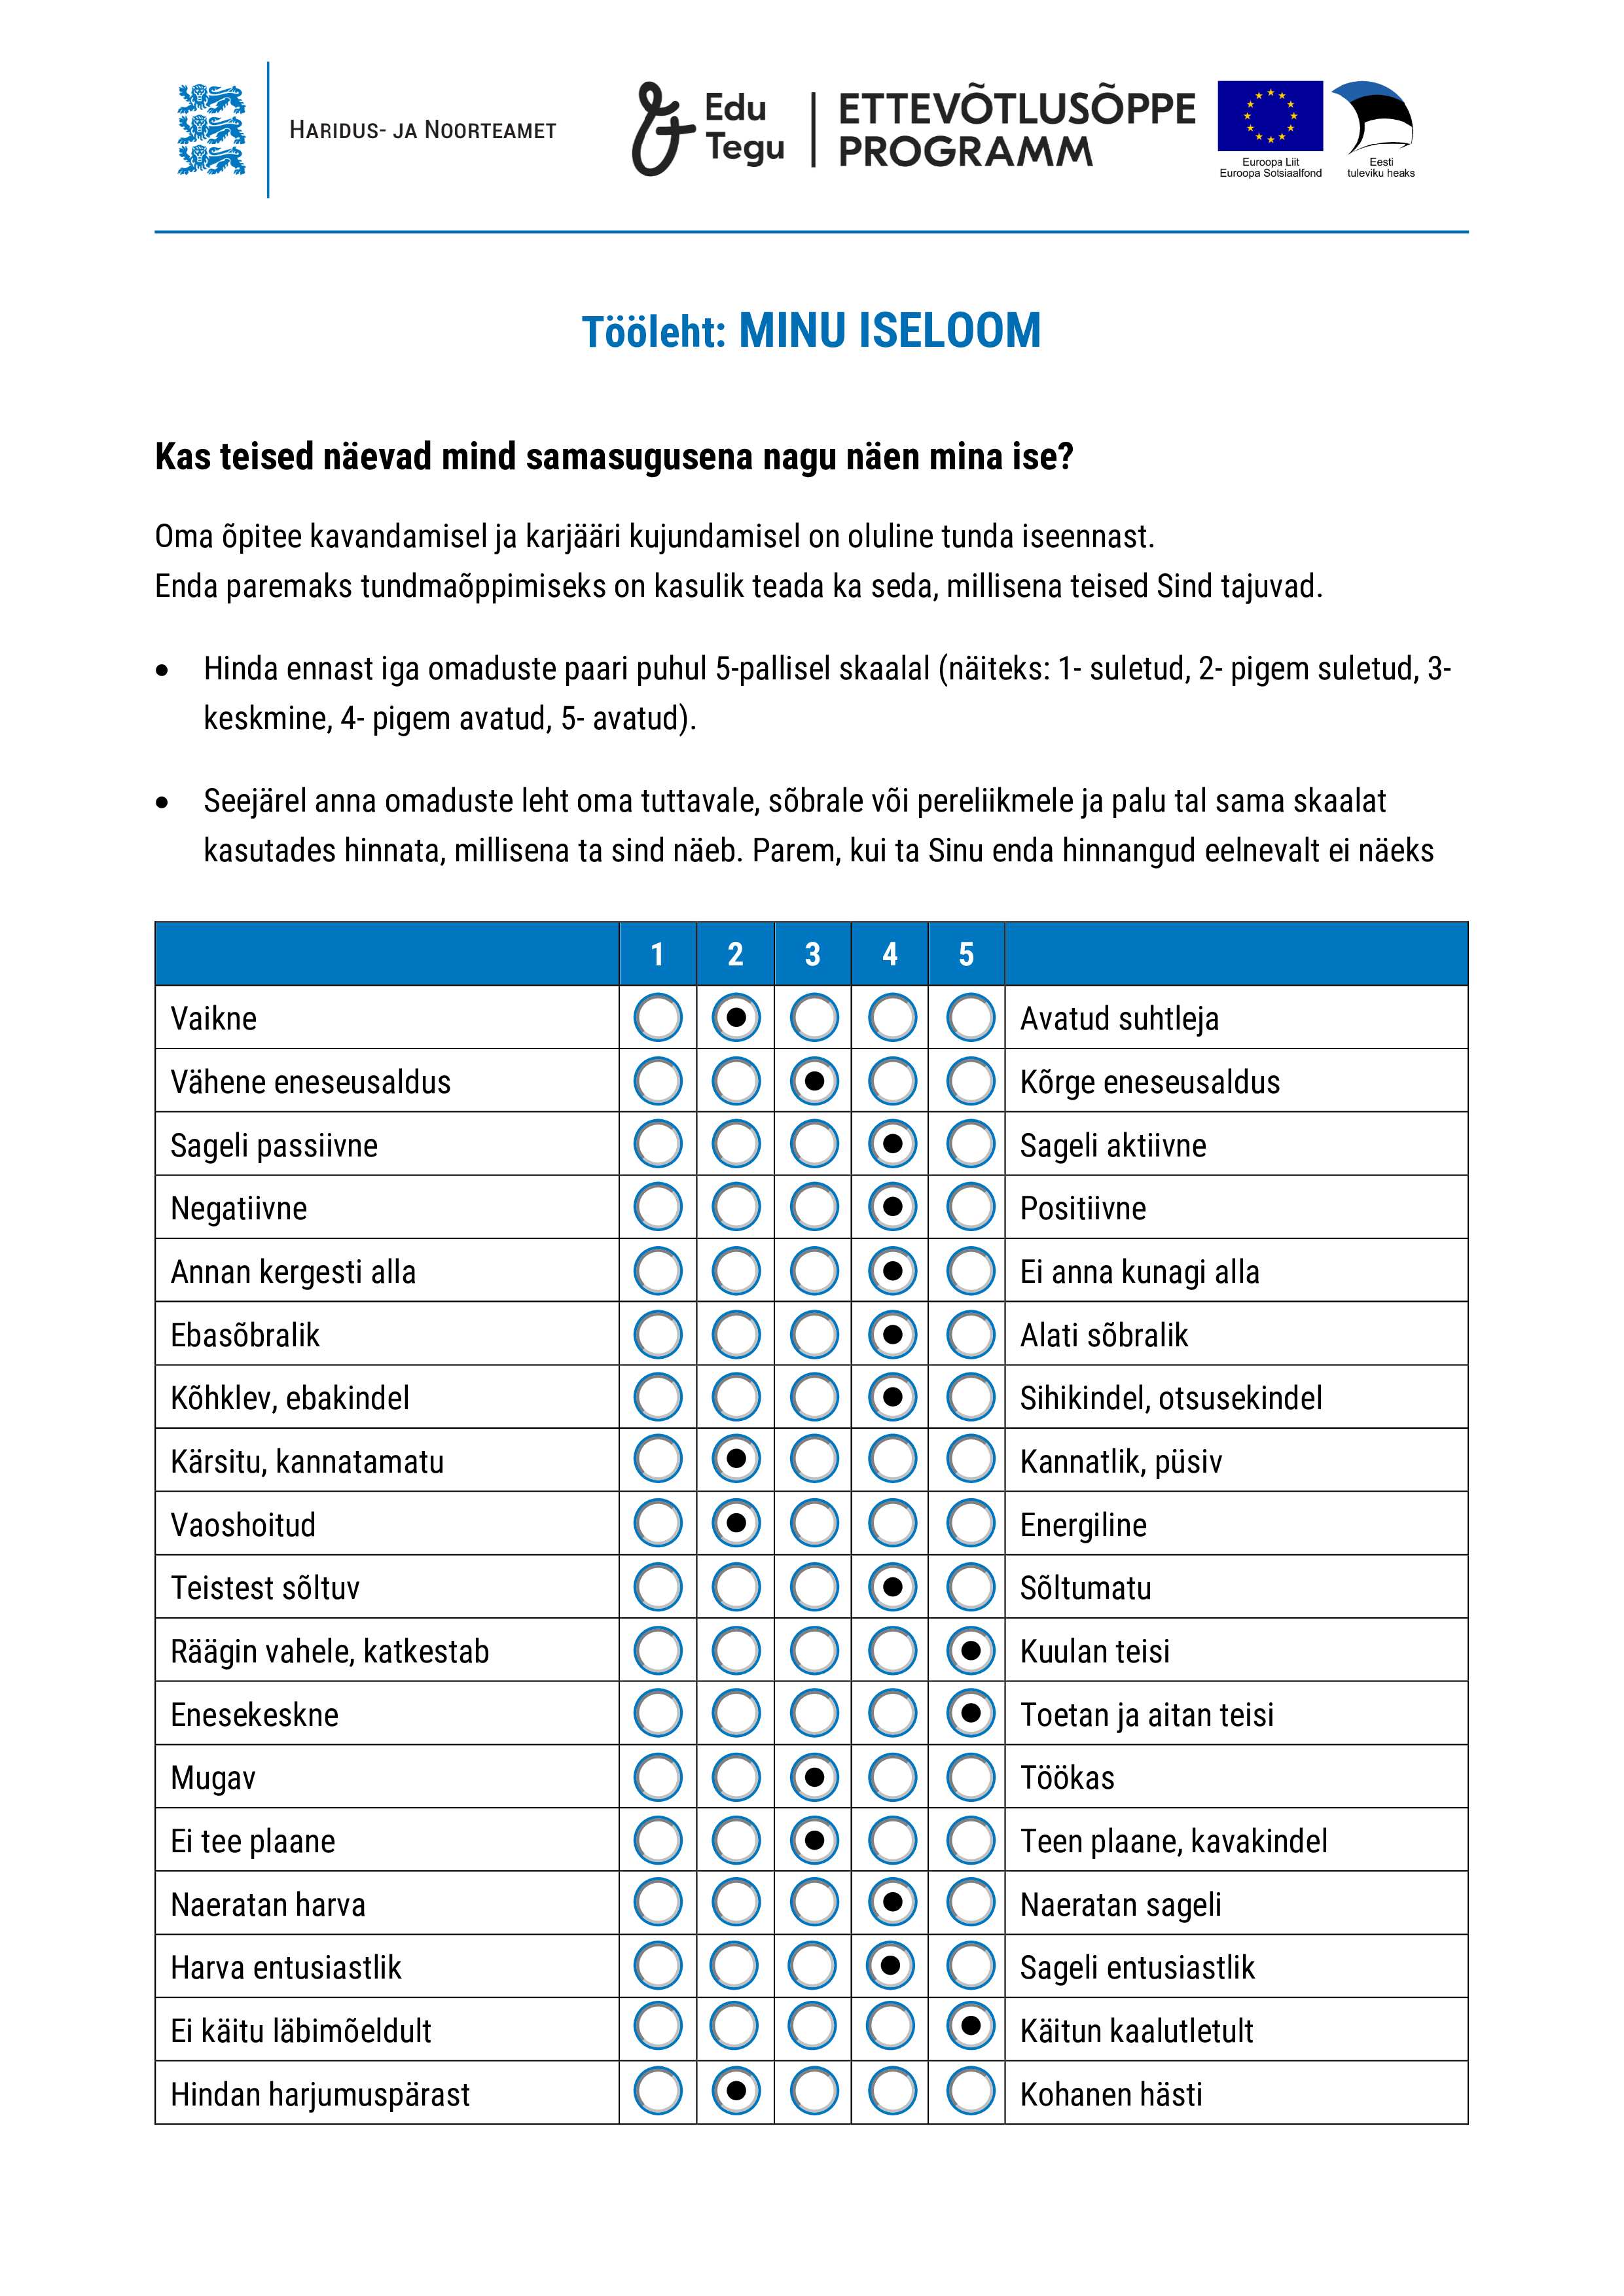 HARIDUS- JA NOORTEAMET
Edu
Tegu
ETTEVÕTLUSÕPPE
PROGRAMM
Euroopa Liit
Euroopa Sotsiaalfond
Eesti
tuleviku heaks
Tööleht: MINU ISELOOM
Kas teised näevad mind samasugusena nagu näen mina ise?
Oma õpitee kavandamisel ja karjääri kujundamisel on oluline tunda iseennast.
Enda paremaks tundmaõppimiseks on kasulik teada ka seda, millisena teised Sind tajuvad.
• Hinda ennast iga omaduste paari puhul 5-pallisel skaalal (näiteks: 1- suletud, 2- pigem suletud, 3-
keskmine, 4- pigem avatud, 5- avatud).
• Seejärel anna omaduste leht oma tuttavale, sõbrale või pereliikmele ja palu tal sama skaalat
kasutades hinnata, millisena ta sind näeb. Parem, kui ta Sinu enda hinnangud eelnevalt ei näeks
1 2 3 4 5
Vaikne Avatud suhtleja
Vähene eneseusaldus Kõrge eneseusaldus
Sageli passiivne Sageli aktiivne
Negatiivne Positiivne
Annan kergesti alla Ei anna kunagi alla
Ebasõbralik Alati sõbralik
Kõhklev, ebakindel Sihikindel, otsusekindel
Kärsitu, kannatamatu Kannatlik, püsiv
Vaoshoitud Energiline
Teistest sõltuv Sõltumatu
Räägin vahele, katkestab Kuulan teisi
Enesekeskne Toetan ja aitan teisi
Mugav Töökas
Ei tee plaane Teen plaane, kavakindel
Naeratan harva Naeratan sageli
Harva entusiastlik Sageli entusiastlik
Ei käitu läbimõeldult Käitun kaalutletult
Hindan harjumuspärast Kohanen hästi